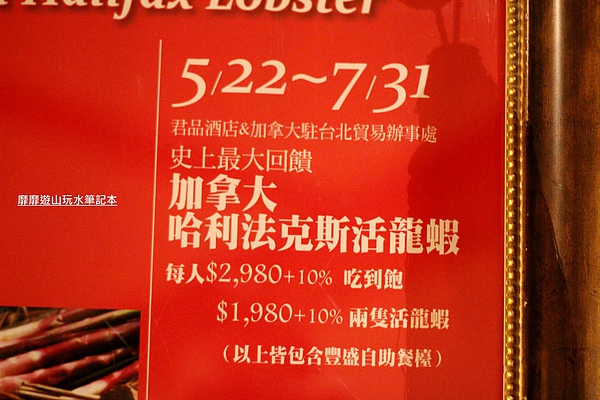 Halifax Lobster
5/22~7/31
君品酒店&加拿大駐台北貿易辦事處
史上最大回饋
加拿大
哈利法克斯活龍蝦
每人$2,980+10% 吃到飽
$1,980+10% 兩隻活龍蝦
（以上皆包含豐盛自助餐檯）
靡靡遊山玩水筆記本